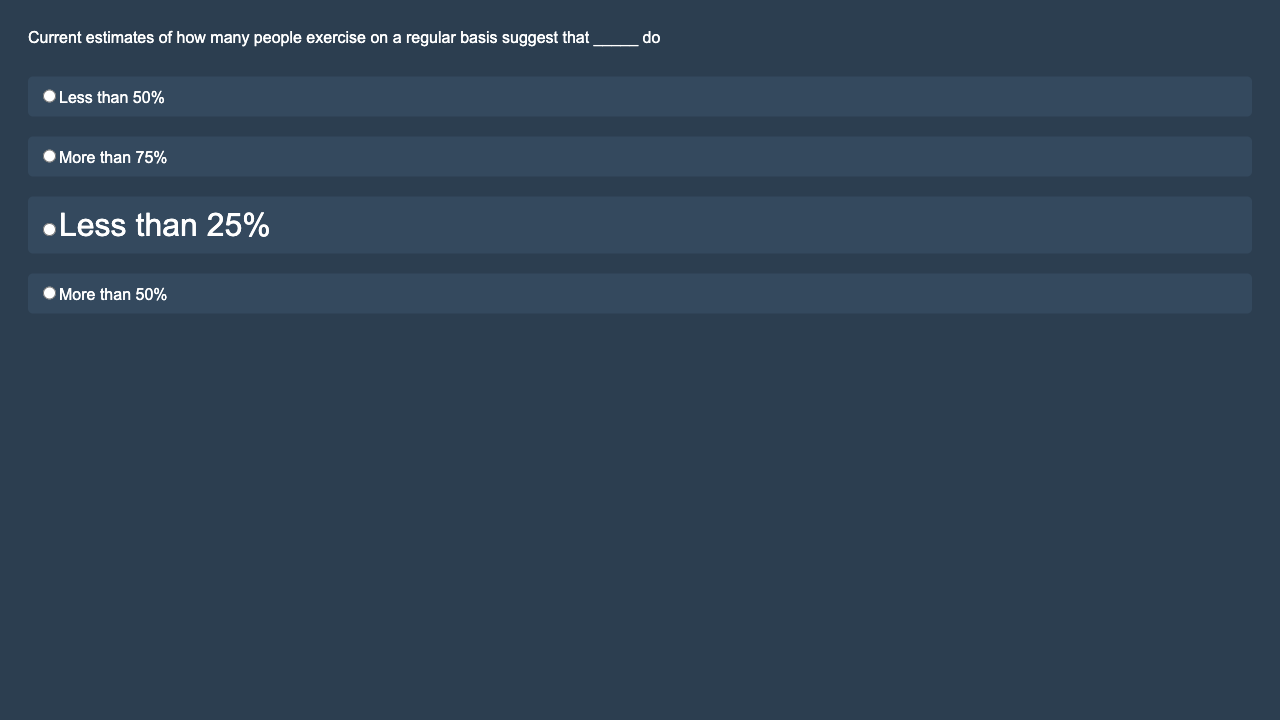 Current estimates of how many people exercise on a regular basis suggest that _____ do
Less than 50%
More than 75%
Less than 25%
More than 50%